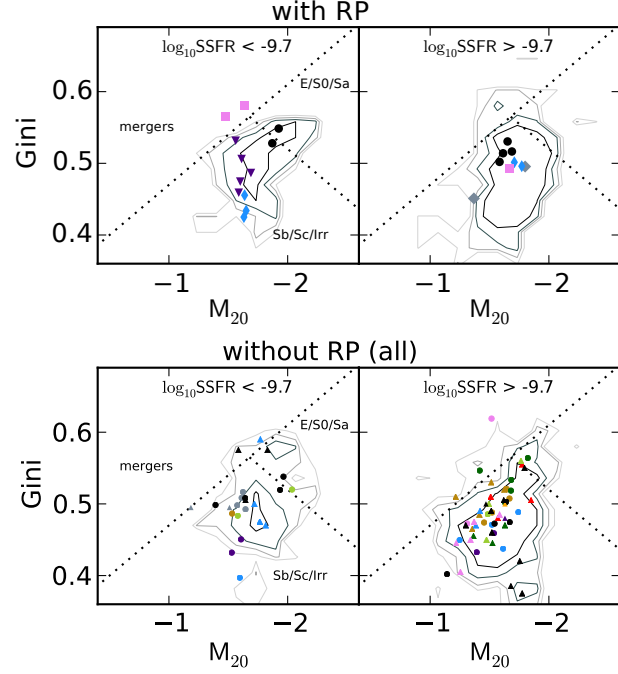 with RP
log10SSFR < -9.7
log10SSFR > -9.7
E/S0/Sa
mergers
Sb/Sc/Irr
Gini
0.6
0.5
0.4
−1
−2
−1
−2
M20
M20
without RP (all)
log10SSFR < -9.7
log10SSFR > -9.7
E/S0/Sa
mergers
Sb/Sc/Irr
Gini
0.6
0.5
0.4
−1
−2
−1
−2
M20
M20